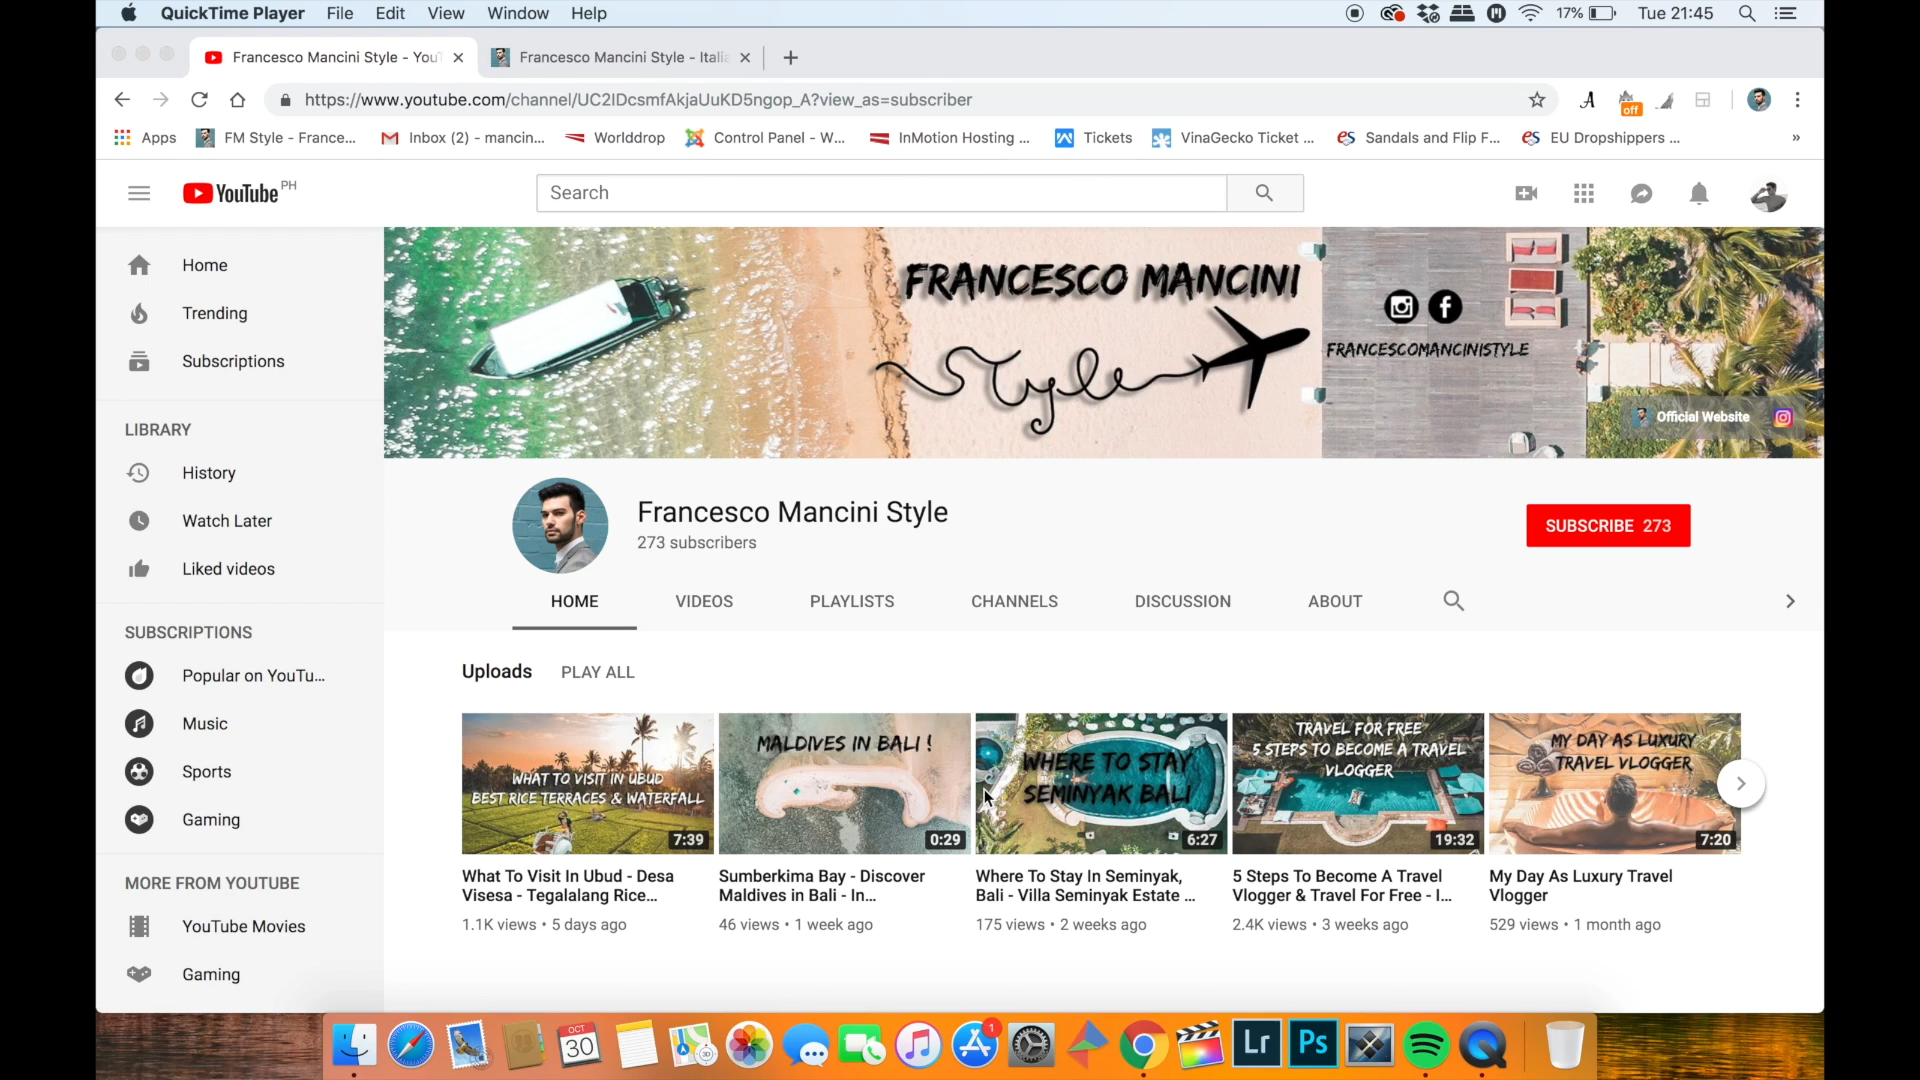 QuickTime Player File Edit View Window Help 17% Tue 21:45
Francesco Mancini Style - You Francesco Mancini Style - Itali
https://www.youtube.com/channel/UC2IDcsmfAkjaUuKD5ngop_A?view_as=subscriber
off
Apps FM Style - France... Inbox (2) - mancin... Worlddrop Control Panel - W... InMotion Hosting ... Tickets VinaGecko Ticket ... Sandals and Flip F... EU Dropshippers ... »
YouTube PH Search
Home
Trending
Subscriptions
LIBRARY
History
Watch Later
Liked videos
SUBSCRIPTIONS
Popular on YouTu...
Music
Sports
Gaming
MORE FROM YOUTUBE
YouTube Movies
Gaming
FRANCESCO MANCINI
Style
FRANCESCOMANCINISTYLE
Official Website
Francesco Mancini Style
273 subscribers
SUBSCRIBE 273
HOME VIDEOS PLAYLISTS CHANNELS DISCUSSION ABOUT
Uploads PLAY ALL
WHAT TO VISIT IN UBUD
BEST RICE TERRACES & WATERFALL
7:39
What To Visit In Ubud - Desa
Visesa - Tegalalang Rice...
1.1K views • 5 days ago
MALDIVES IN BALI !
0:29
Sumberkima Bay - Discover
Maldives in Bali - In...
46 views • 1 week ago
WHERE TO STAY
SEMINYAK BALI
6:27
Where To Stay In Seminyak,
Bali - Villa Seminyak Estate ...
175 views • 2 weeks ago
TRAVEL FOR FREE
5 STEPS TO BECOME A TRAVEL
VLOGGER
19:32
5 Steps To Become A Travel
Vlogger & Travel For Free - I...
2.4K views • 3 weeks ago
MY DAY AS LUXURY
TRAVEL VLOGGER
7:20
My Day As Luxury Travel
Vlogger
529 views • 1 month ago
OCT
30
3D
1
Lr
Ps